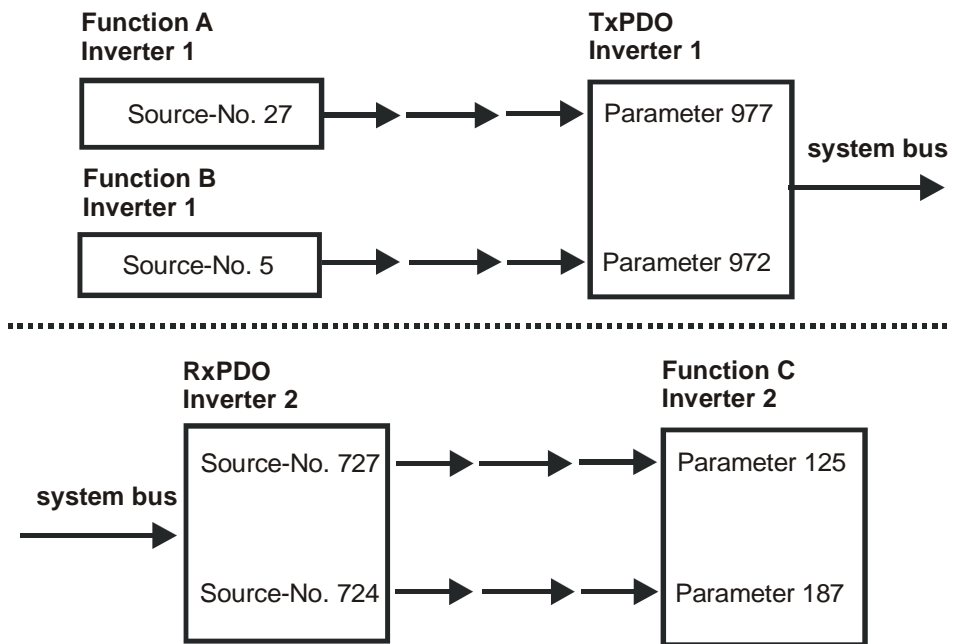 Function A
Inverter 1
TxPDO
Inverter 1
Source-No. 27
Parameter 977
system bus
Function B
Inverter 1
Source-No. 5
Parameter 972
RxPDO
Inverter 2
Function C
Inverter 2
Source-No. 727
Parameter 125
system bus
Source-No. 724
Parameter 187